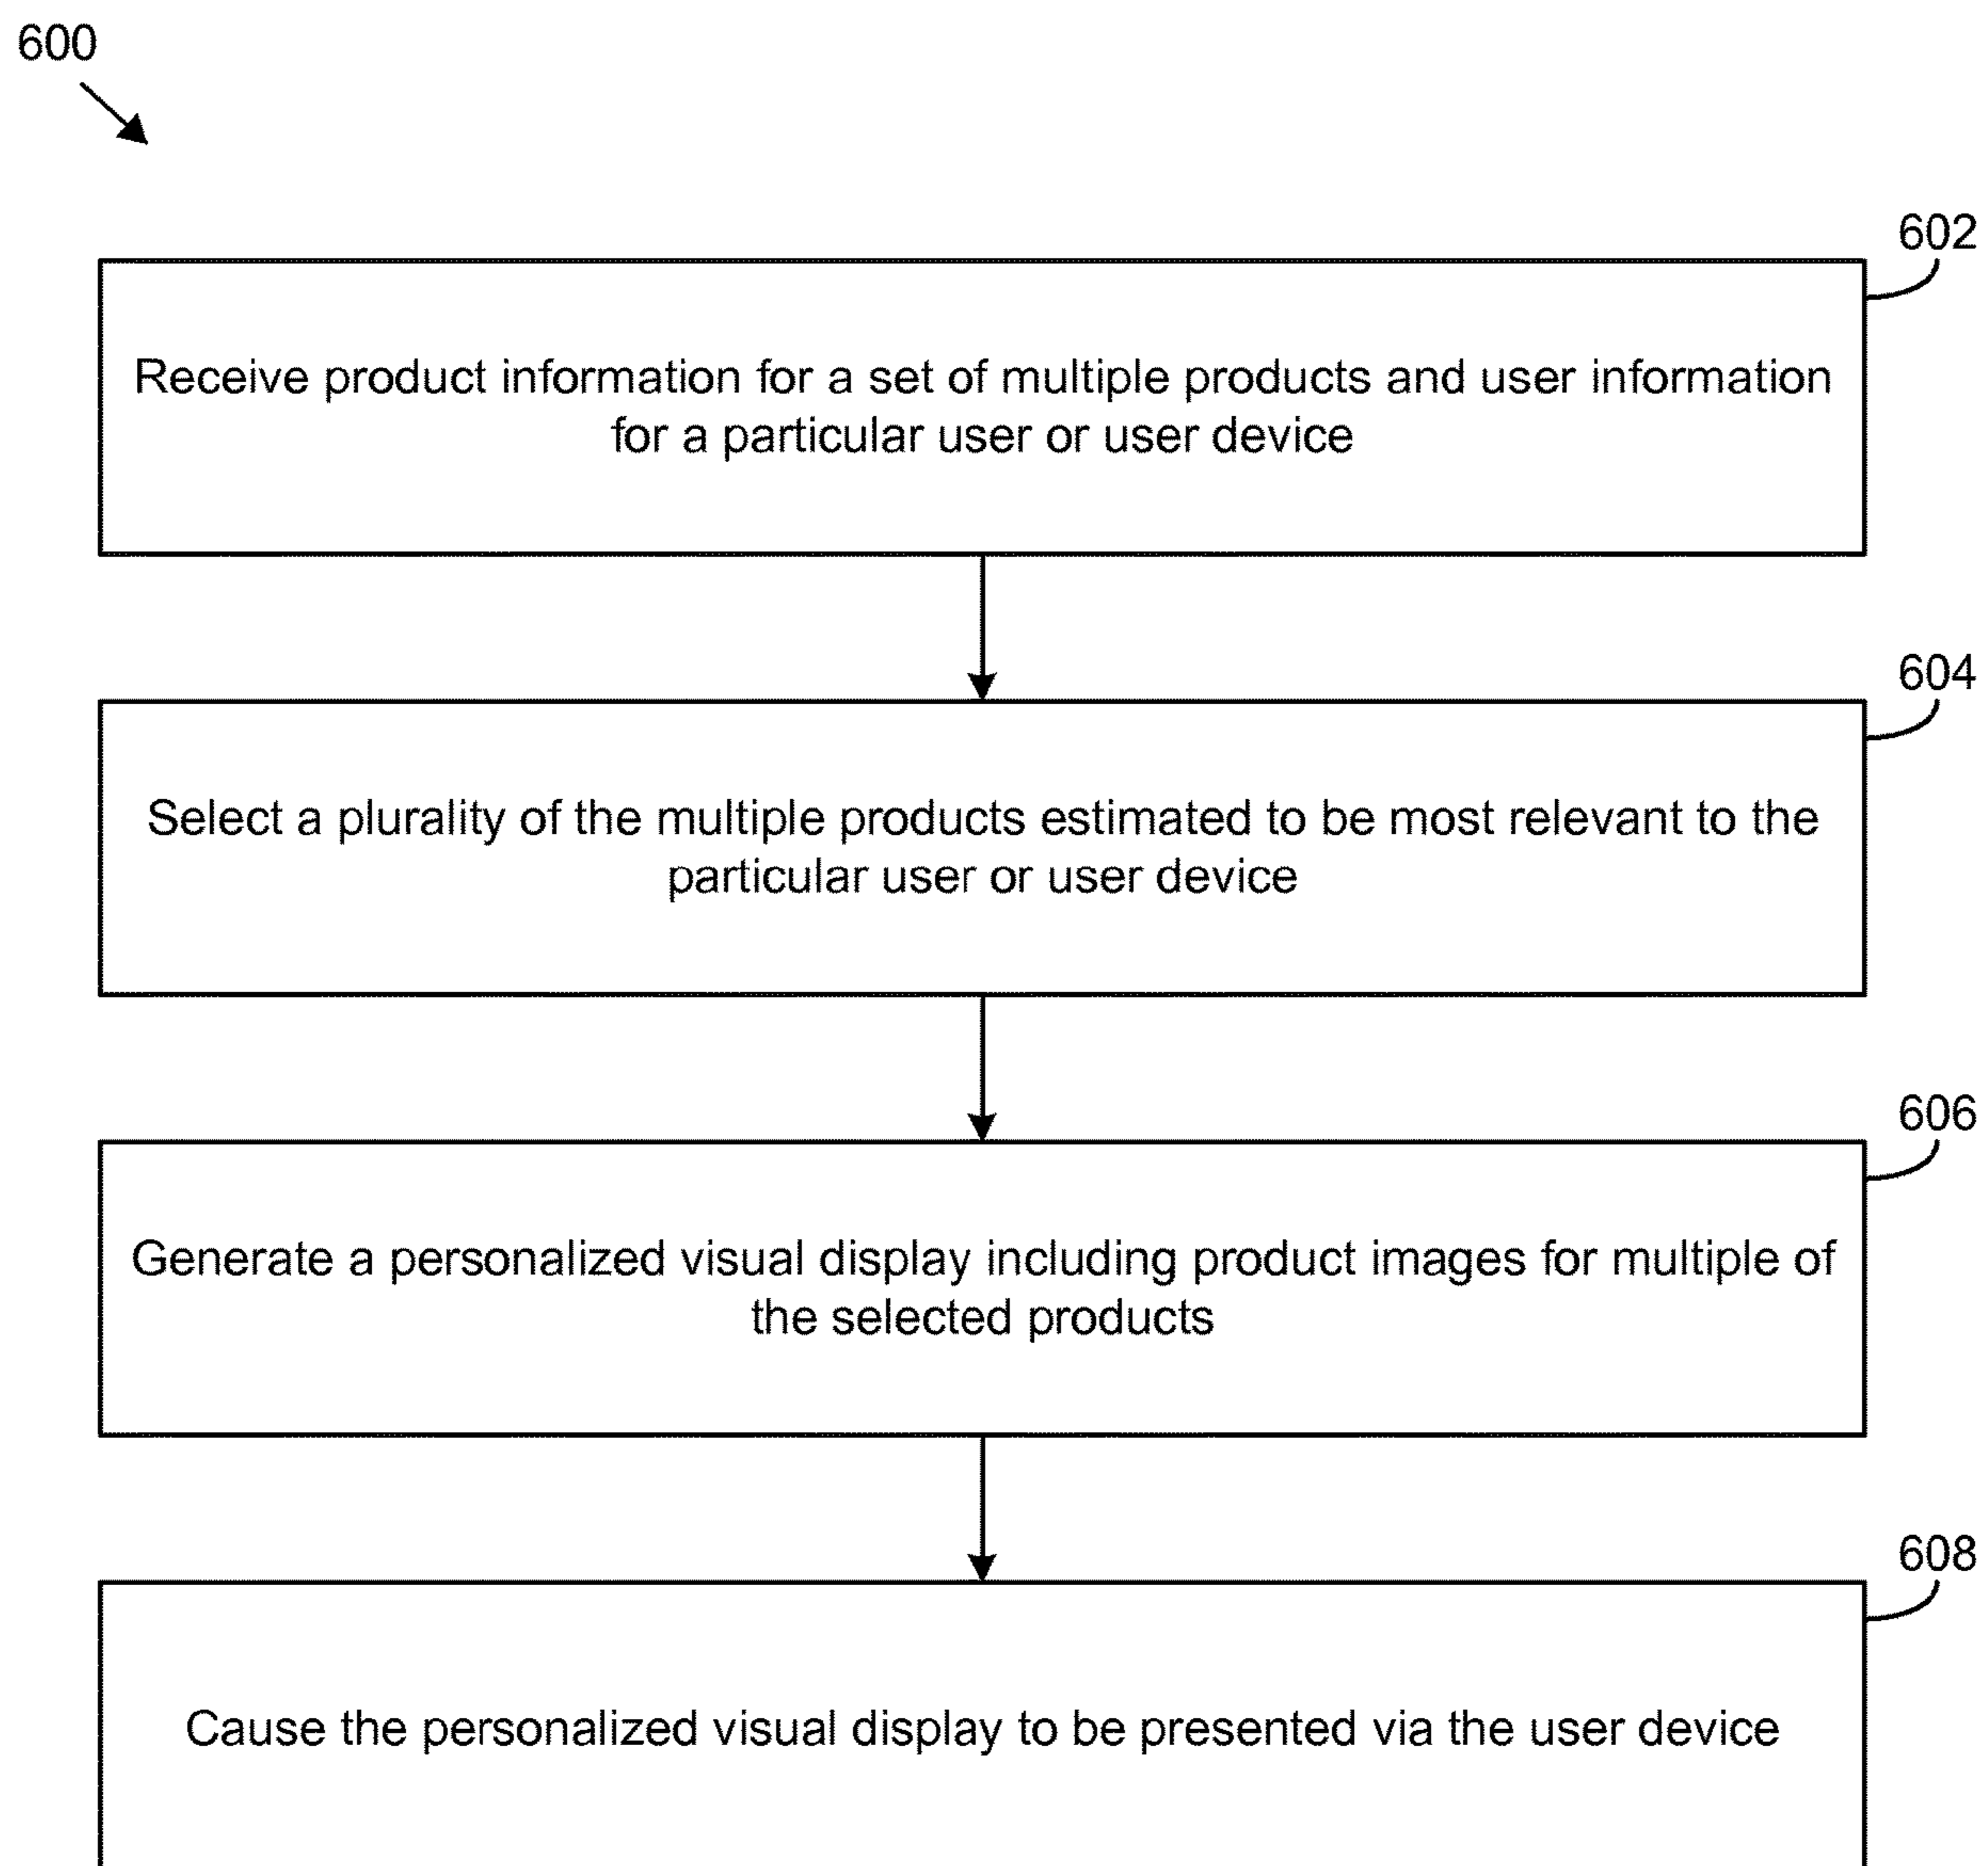 600
602
Receive product information for a set of multiple products and user information
for a particular user or user device
604
Select a plurality of the multiple products estimated to be most relevant to the
particular user or user device
606
Generate a personalized visual display including product images for multiple of
the selected products
608
Cause the personalized visual display to be presented via the user device